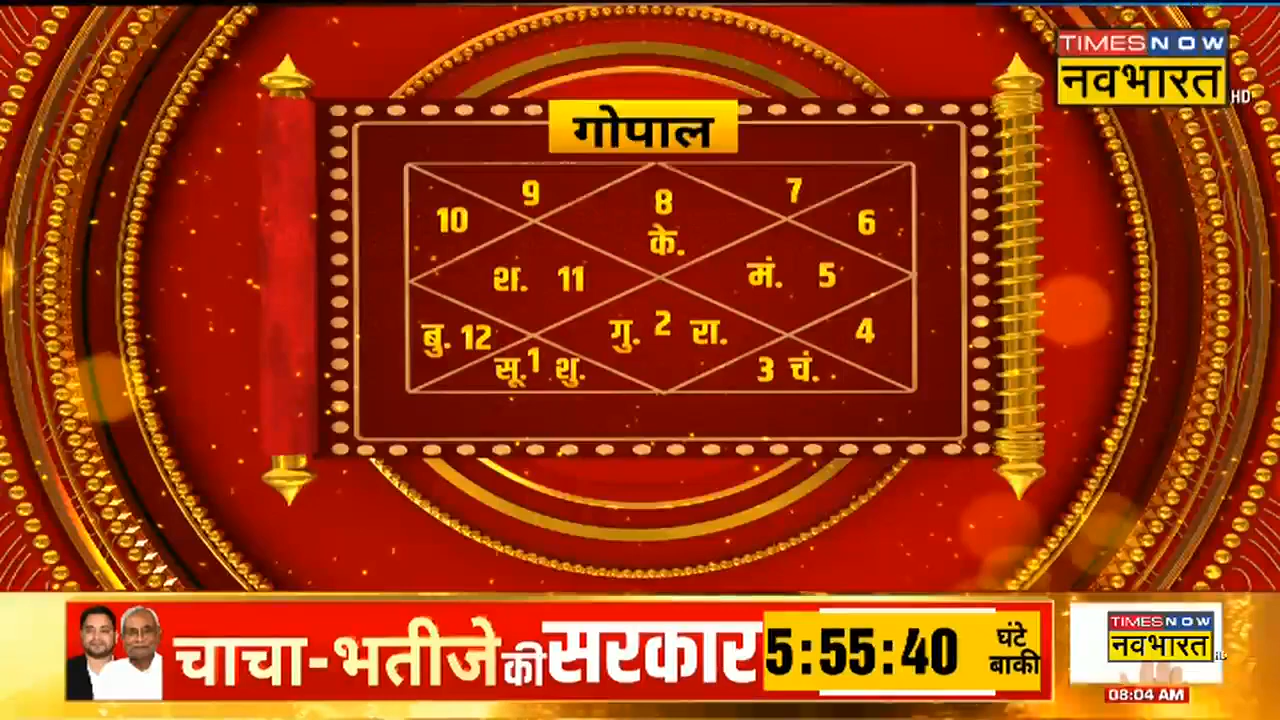 TIMES NOW
नवभारत
HD
गोपाल
9 8 7
10 6
के.
श. 11 मं. 5
बु. 12 गु. 2 रा. 4
सू. 1 शु. 3 चं.
चाचा-भतीजे की सरकार 5:55:40 घंटे बाकी
TIMES NOW
नवभारत
08:04 AM